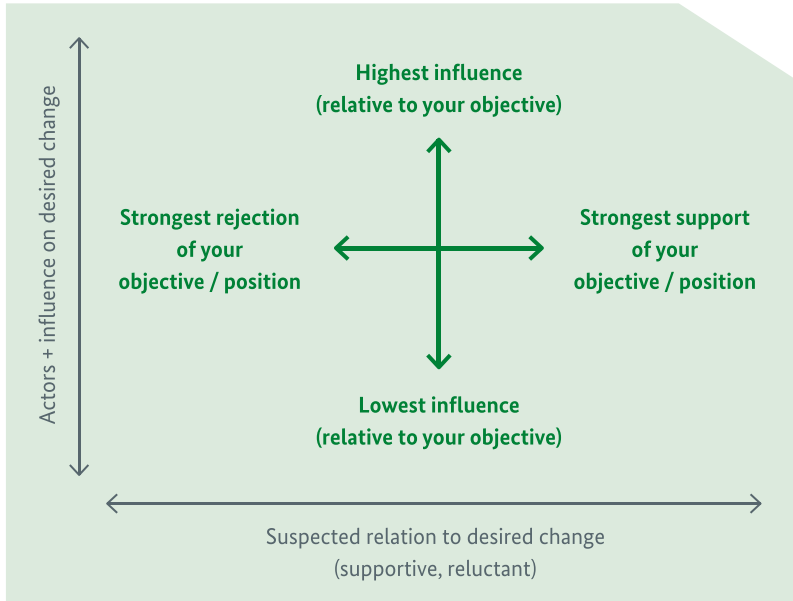 Actors + influence on desired change
Highest influence
(relative to your objective)
Strongest rejection
of your
objective / position
Strongest support
of your
objective / position
Lowest influence
(relative to your objective)
Suspected relation to desired change
(supportive, reluctant)